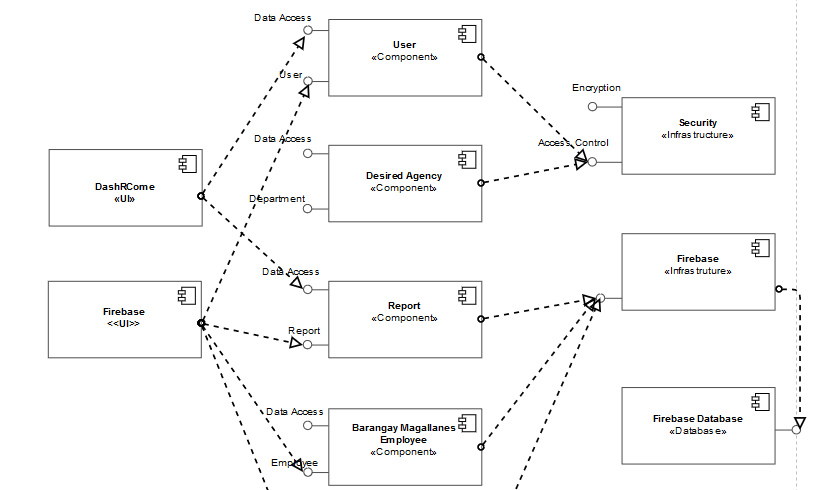 Data Access
User
«Component»
User
Encryption
Security
«Infrastructure»
Access Control
Data Access
Desired Agency
«Component»
Department
DashRCome
«UI»
Data Access
Report
«Component»
Report
Firebase
<<UI>>
Firebase
«Infrastruture»
Data Access
Barangay Magallanes
Employee
«Component»
Employee
Firebase Database
«Database»